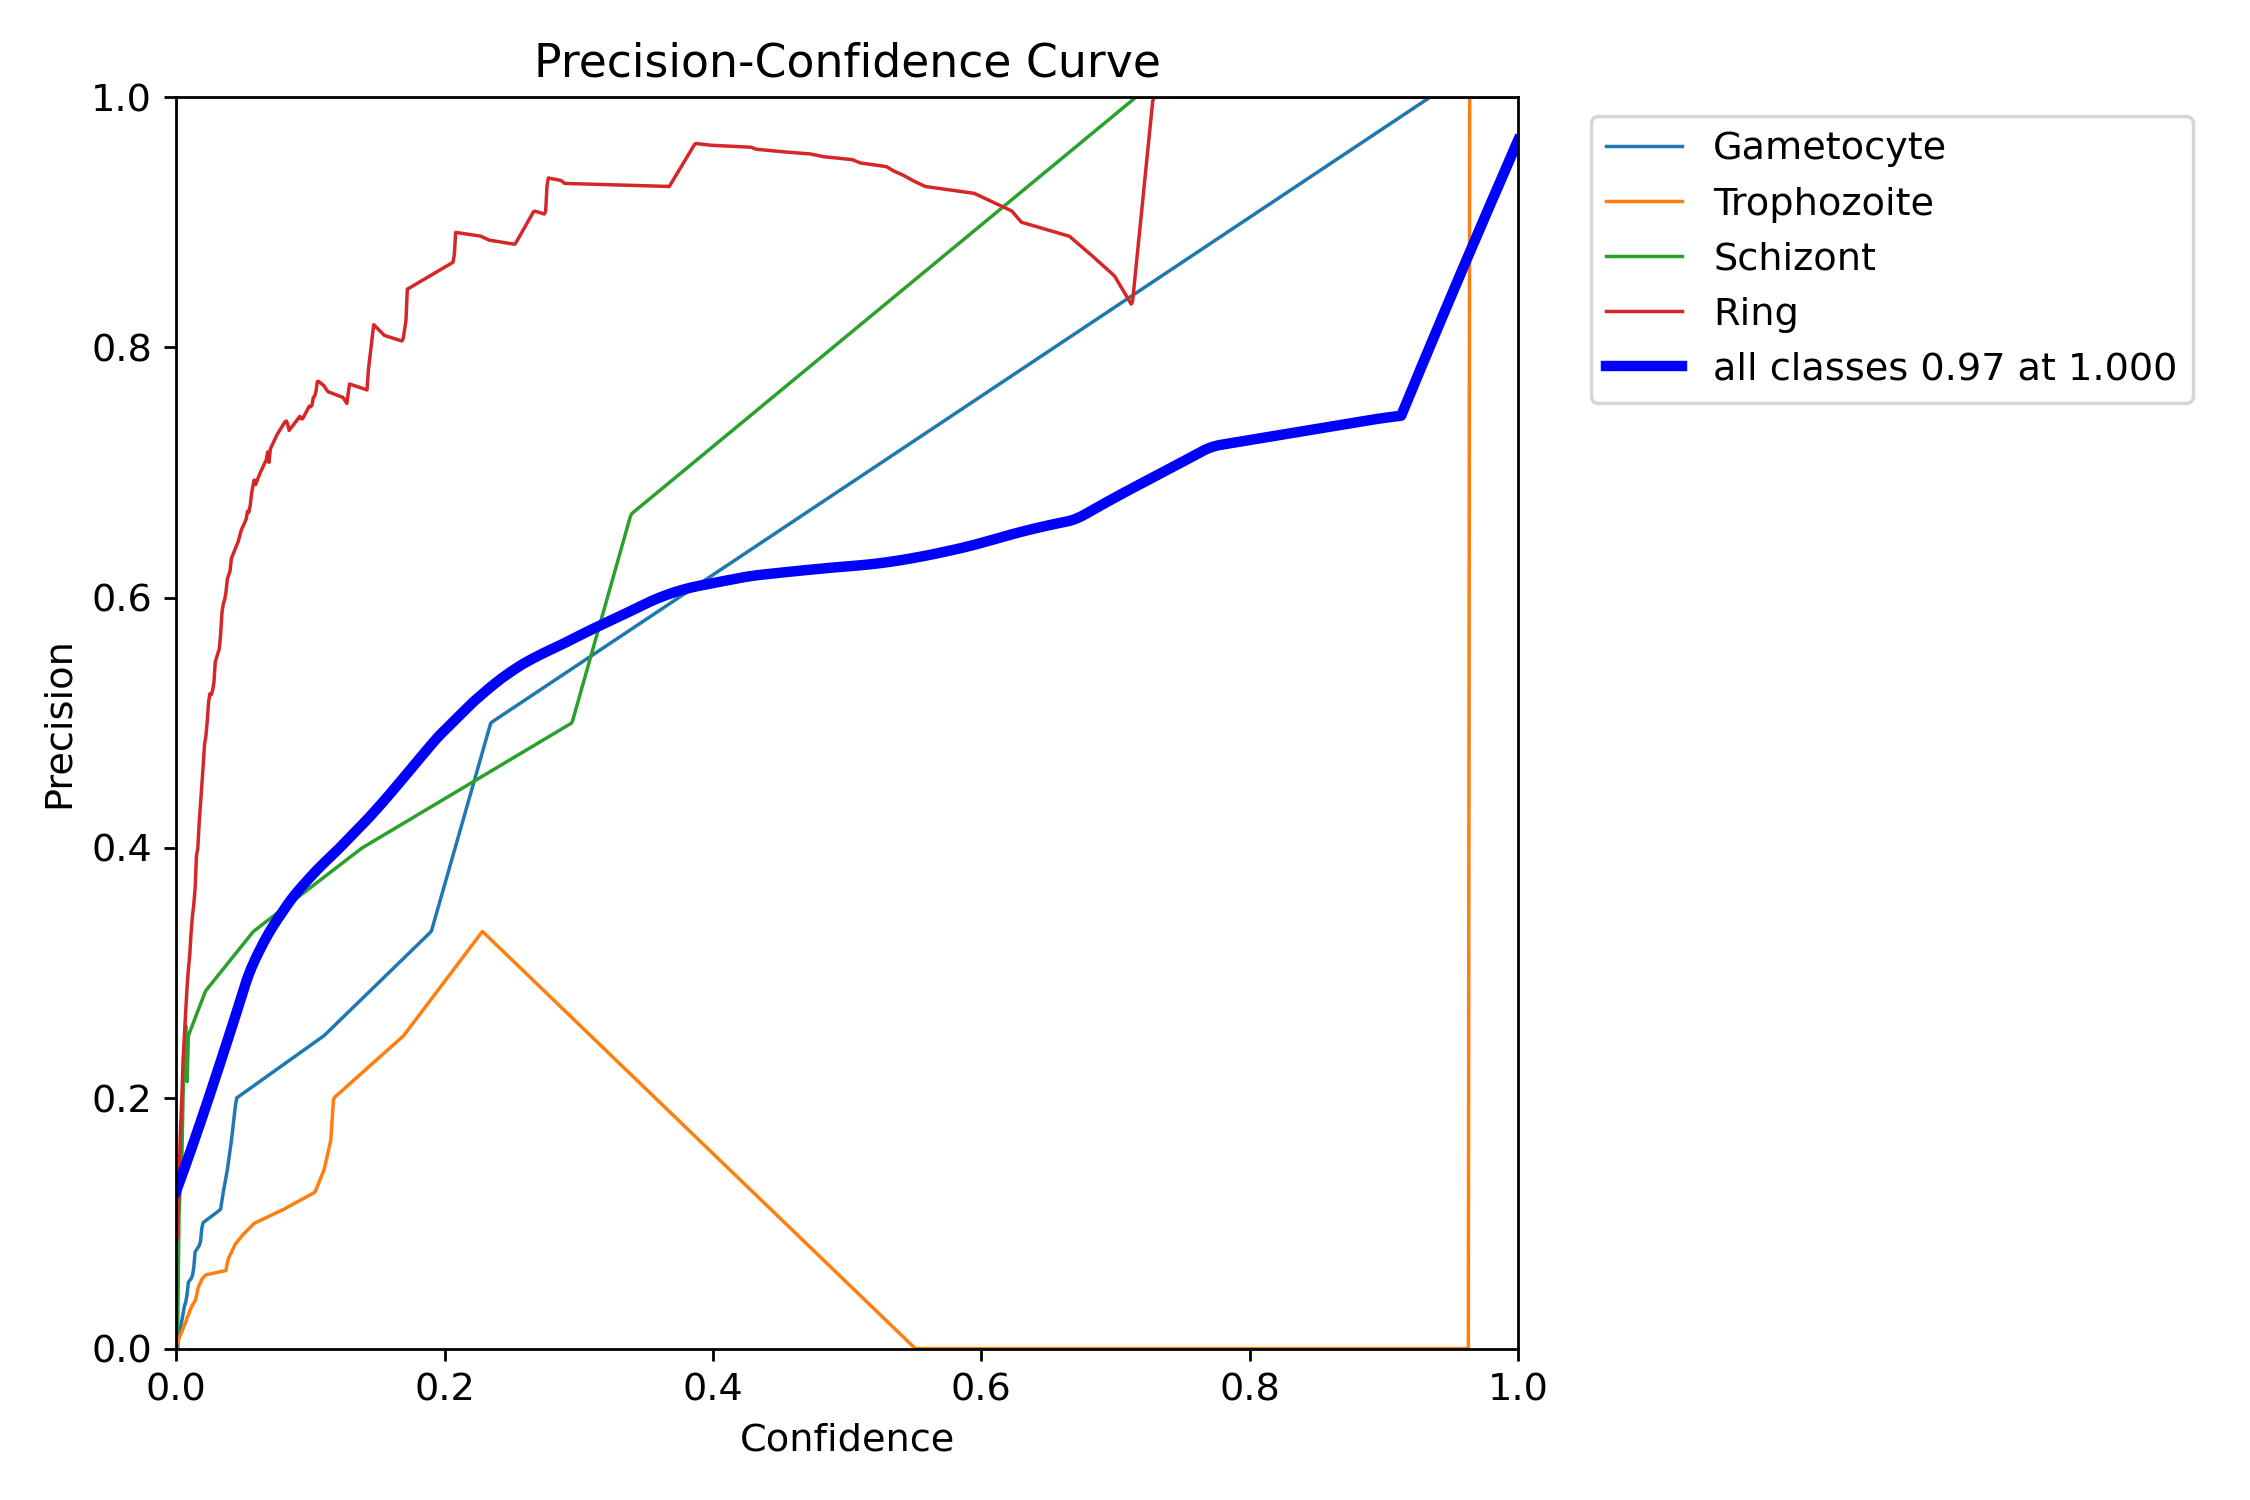 Precision-Confidence Curve
1.0
0.8
0.6
0.4
0.2
0.0
Precision
0.0 0.2 0.4 0.6 0.8 1.0
Confidence
Gametocyte
Trophozoite
Schizont
Ring
all classes 0.97 at 1.000